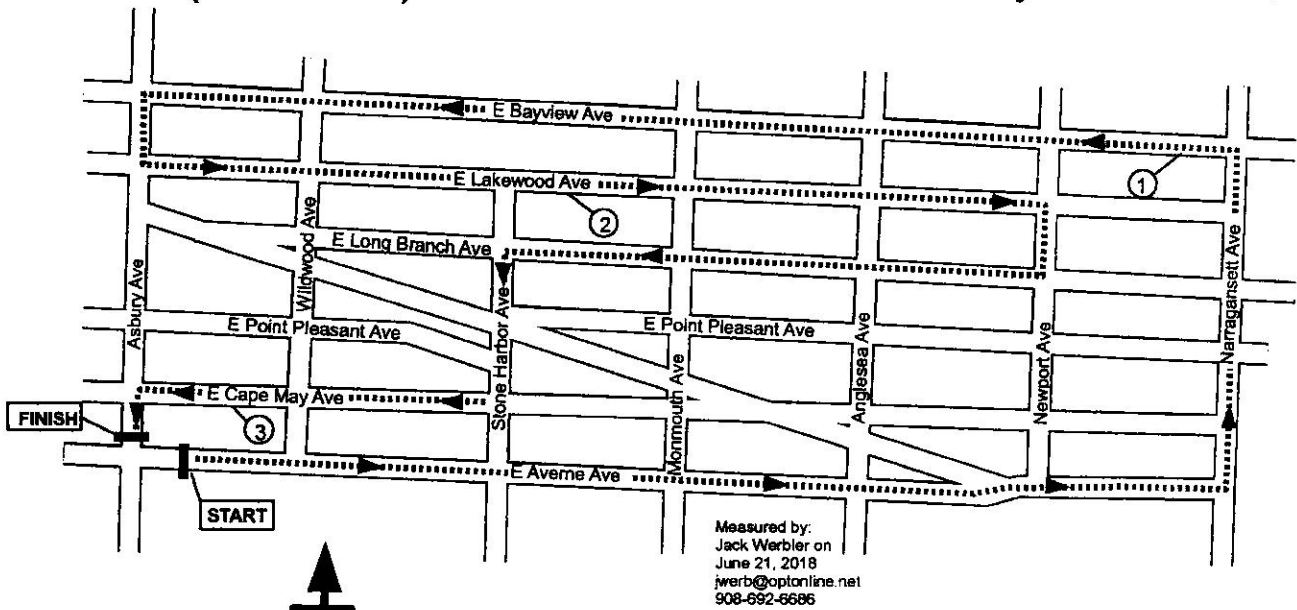 E Bayview Ave
1
E Lakewood Ave
2
E Long Branch Ave
Wildwood Ave
Asbury Ave
Stone Harbor Ave
E Point Pleasant Ave
E Point Pleasant Ave
Monmouth Ave
Anglesea Ave
Newport Ave
Narragansett Ave
E Cape May Ave
3
FINISH
START
E Averne Ave
Measured by:
Jack Werbler on
June 21, 2018
jwerb@optonline.net
908-692-6686